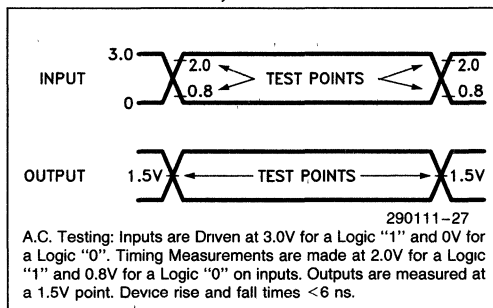 3.0
INPUT
2.0
TEST POINTS
2.0
0.8
0.8
0
OUTPUT
1.5V
TEST POINTS
1.5V
290111-27
A.C. Testing: Inputs are Driven at 3.0V for a Logic "1" and 0V for
a Logic "0". Timing Measurements are made at 2.0V for a Logic
"1" and 0.8V for a Logic "0" on inputs. Outputs are measured at
a 1.5V point. Device rise and fall times <6 ns.